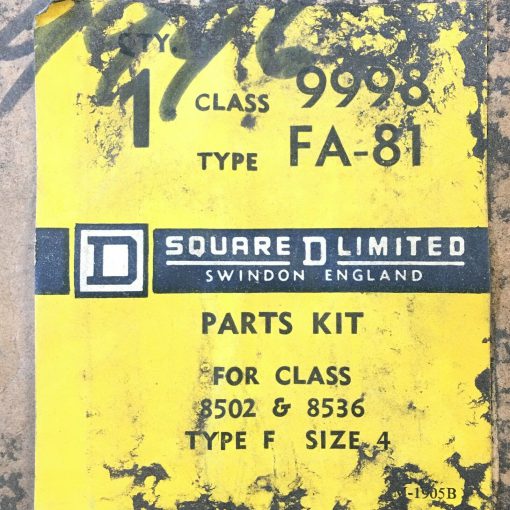 QTY.
1 CLASS 9998
TYPE FA-81
D SQUARE D LIMITED
SWINDON ENGLAND
PARTS KIT
FOR CLASS
8502 & 8536
TYPE F SIZE 4
-1905B